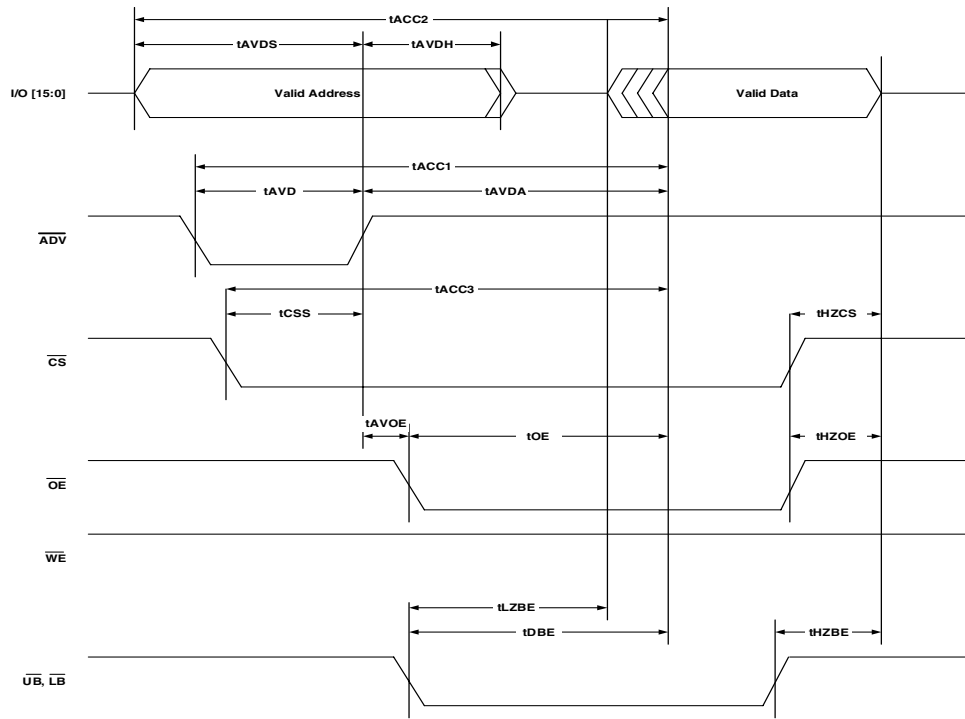 tACC2
tAVDS tAVDH
I/O [15:0] Valid Address Valid Data
tACC1
tAVD tAVDA
ADV
tACC3
tCSS tHZCS
CS
tAVOE
tOE tHZOE
OE
WE
tLZBE
tDBE tHZBE
UB, LB